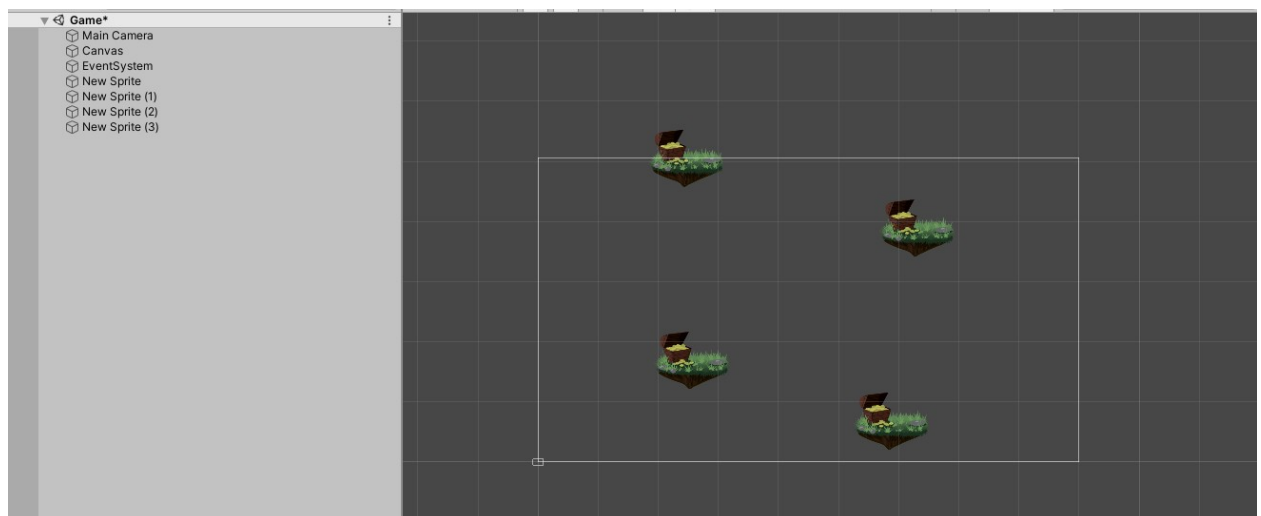 Game*
Main Camera
Canvas
EventSystem
New Sprite
New Sprite (1)
New Sprite (2)
New Sprite (3)